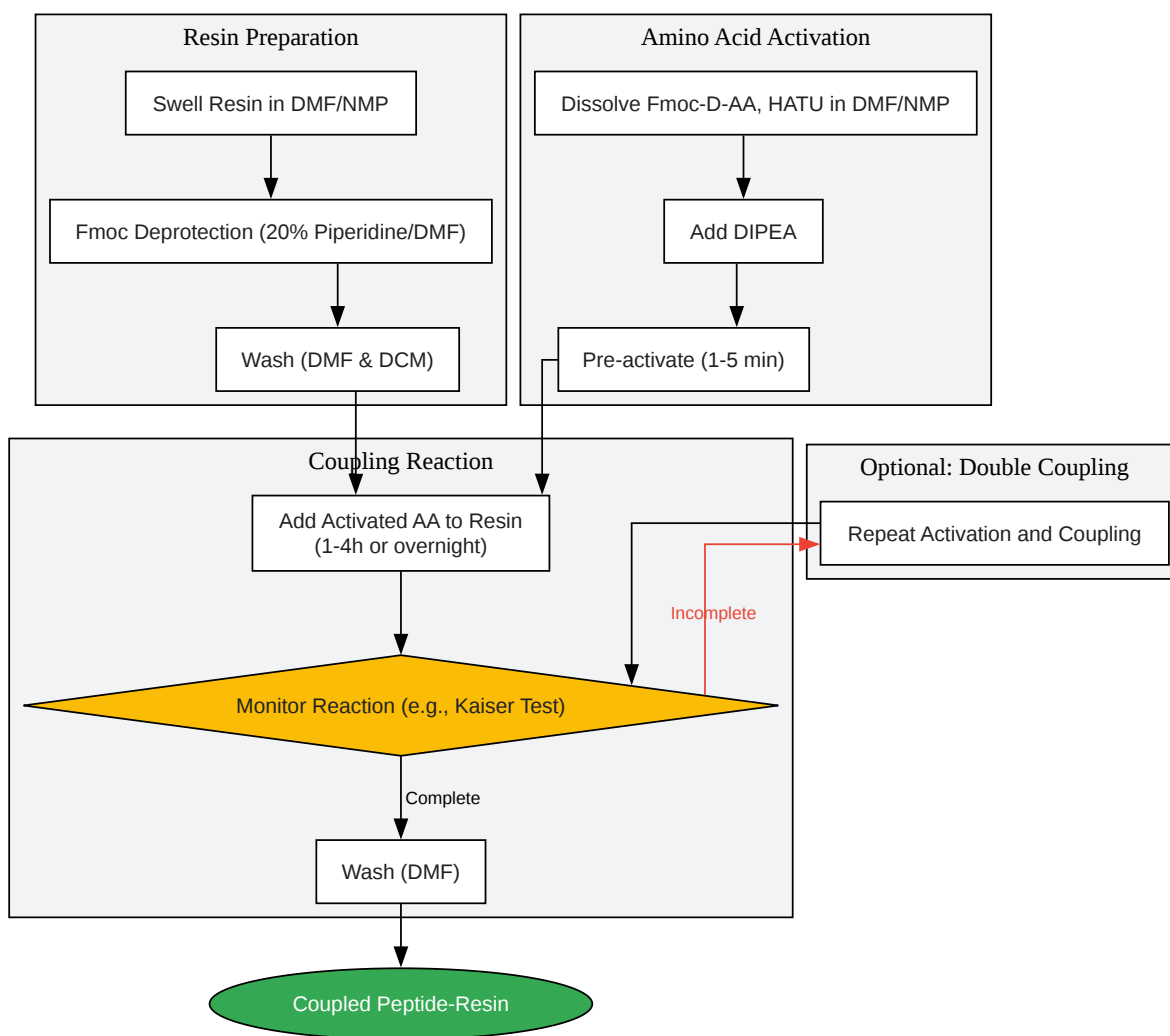 Resin Preparation
Swell Resin in DMF/NMP
Fmoc Deprotection (20% Piperidine/DMF)
Wash (DMF & DCM)
Amino Acid Activation
Dissolve Fmoc-D-AA, HATU in DMF/NMP
Add DIPEA
Pre-activate (1-5 min)
Coupling Reaction
Add Activated AA to Resin
(1-4h or overnight)
Monitor Reaction (e.g., Kaiser Test)
Incomplete
Complete
Wash (DMF)
Optional: Double Coupling
Repeat Activation and Coupling
Coupled Peptide-Resin